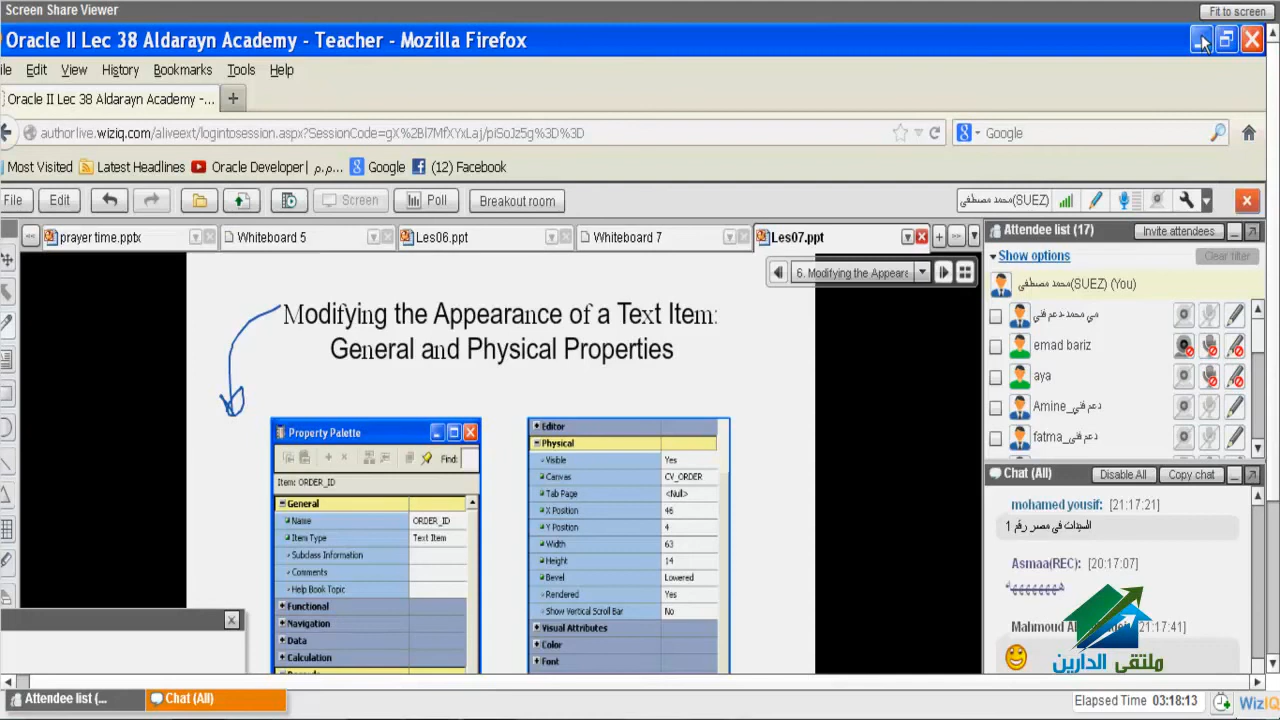 Screen Share Viewer
Fit to screen
Oracle II Lec 38 Aldarayn Academy - Teacher - Mozilla Firefox
ile Edit View History Bookmarks Tools Help
Oracle II Lec 38 Aldarayn Academy -...
authorlive.wiziq.com/aliveext/logintosession.aspx?SessionCode=gX%2Bl7MfXYxLaj/piSoJz5g%3D%3D
Google
Most Visited Latest Headlines Oracle Developer| م.م... Google (12) Facebook
File Edit Screen Poll Breakout room
محمد مصطفى(SUEZ)
<< prayer time.pptx Whiteboard 5 Les06.ppt Whiteboard 7 Les07.ppt >>
6. Modifying the Appeara
Modifying the Appearance of a Text Item:
General and Physical Properties
Property Palette
Find:
Item: ORDER_ID
General
Name ORDER_ID
Item Type Text Item
Subclass Information
Comments
Help Book Topic
Functional
Navigation
Data
Calculation
Editor
Physical
Visible Yes
Canvas CV_ORDER
Tab Page <Null>
X Position 46
Y Position 4
Width 63
Height 14
Bevel Lowered
Rendered Yes
Show Vertical Scroll Bar No
Visual Attributes
Color
Font
Attendee list (17)
Invite attendees
Show options
Clear filter
محمد مصطفى(SUEZ) (You)
مي محمد-دعم فني
emad bariz
aya
Amine_دعم فني
fatma_دعم فني
Chat (All)
Disable All
Copy chat
mohamed yousif: [21:17:21]
السيدات في مصر رقم 1
Asmaa(REC): [20:17:07]
Mahmoud
[21:17:41]
ملتقى الدارين
Attendee list (...
Chat (All)
Elapsed Time 03:18:13
WizIQ